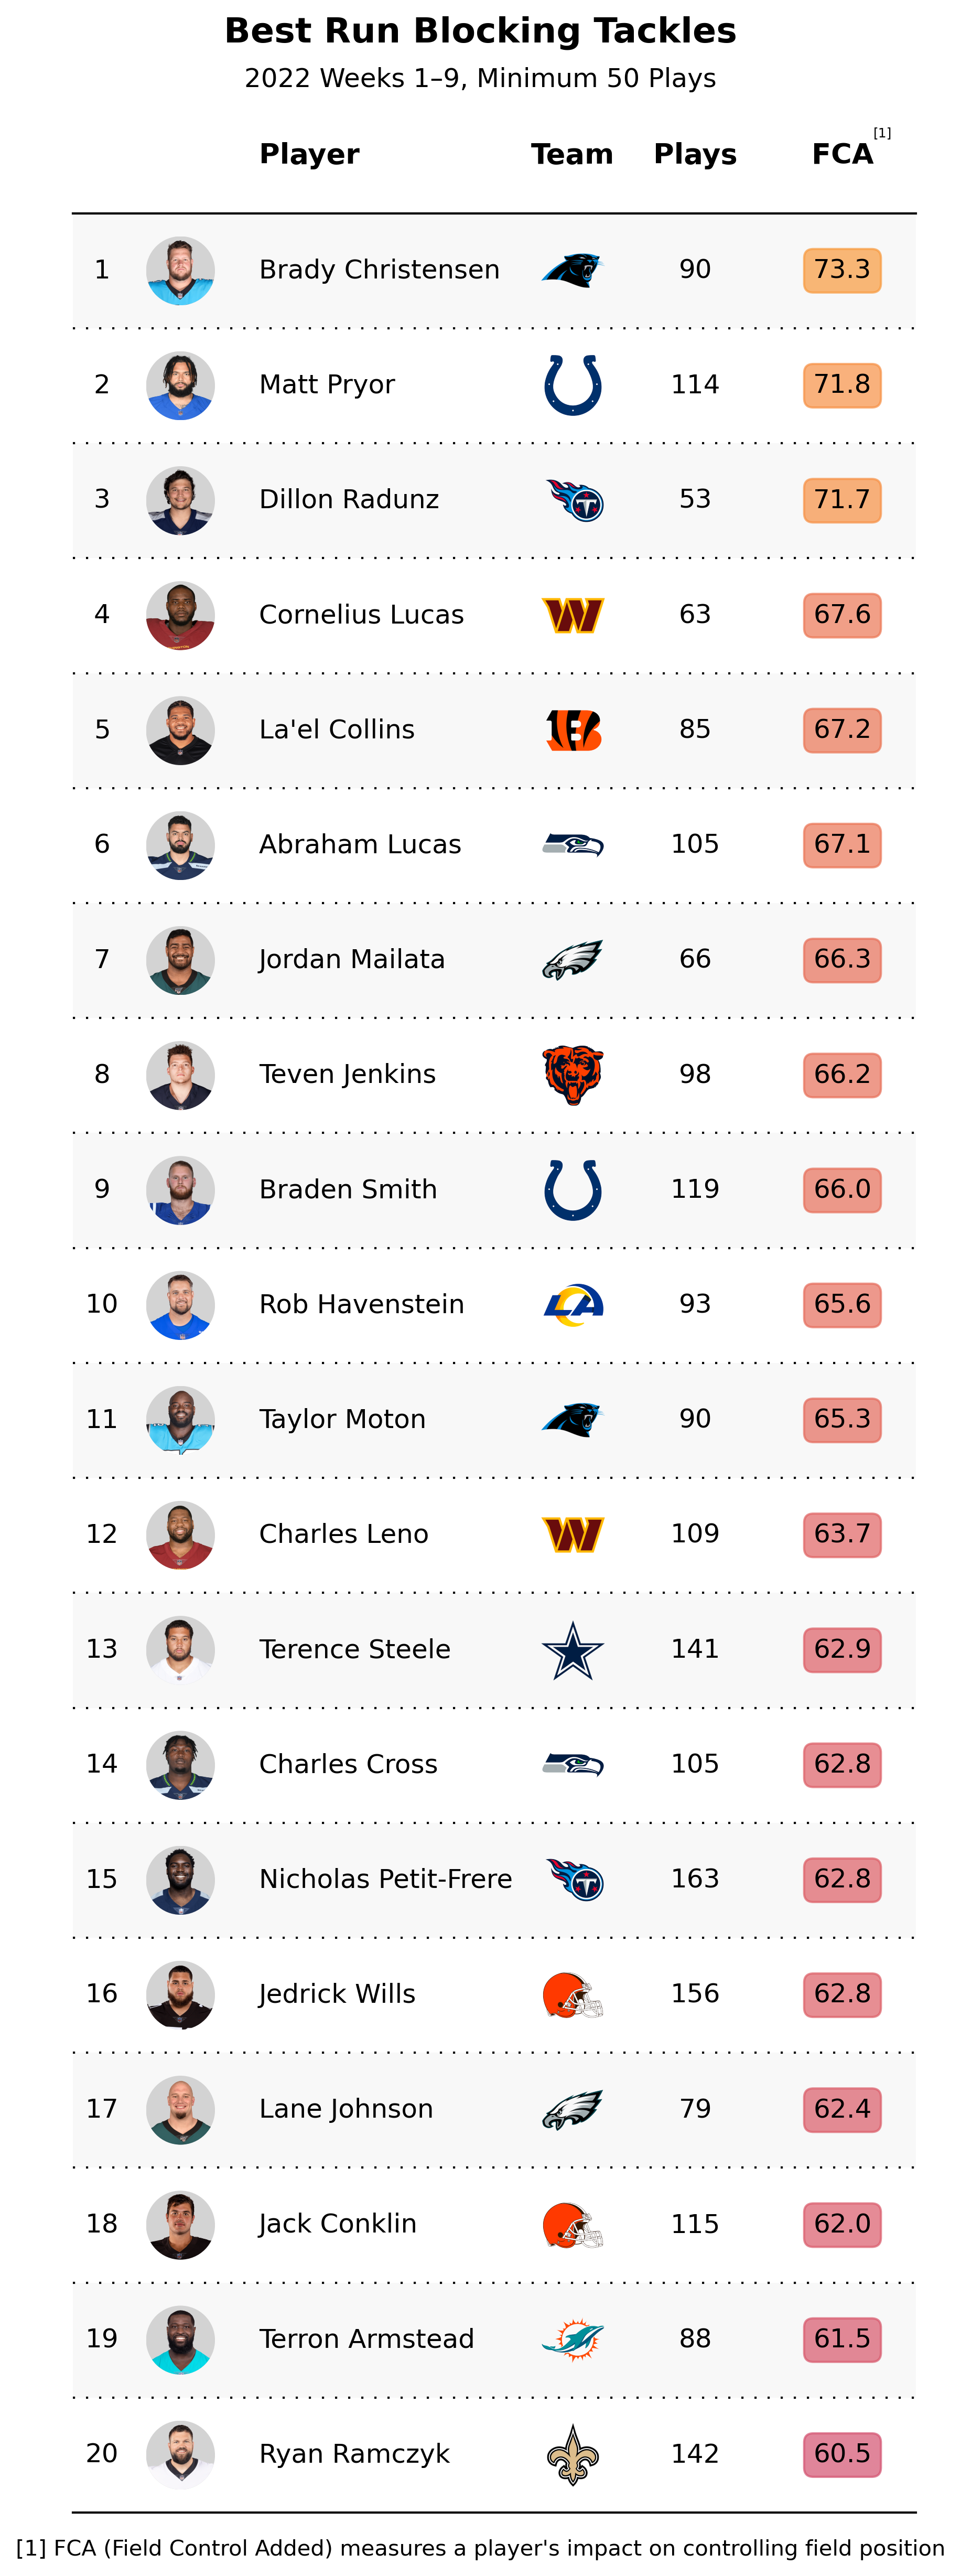 Best Run Blocking Tackles
2022 Weeks 1–9, Minimum 50 Plays
Player Team Plays FCA[1]
1 Brady Christensen 90 73.3
2 Matt Pryor 114 71.8
3 Dillon Radunz T 53 71.7
4 Cornelius Lucas W 63 67.6
5 La'el Collins B 85 67.2
6 Abraham Lucas 105 67.1
7 Jordan Mailata 66 66.3
8 Teven Jenkins 98 66.2
9 Braden Smith 119 66.0
10 Rob Havenstein LA 93 65.6
11 Taylor Moton 90 65.3
12 Charles Leno W 109 63.7
13 Terence Steele 141 62.9
14 Charles Cross 105 62.8
15 Nicholas Petit-Frere T 163 62.8
16 Jedrick Wills 156 62.8
17 Lane Johnson 79 62.4
18 Jack Conklin 115 62.0
19 Terron Armstead 88 61.5
20 Ryan Ramczyk 142 60.5
[1] FCA (Field Control Added) measures a player's impact on controlling field position